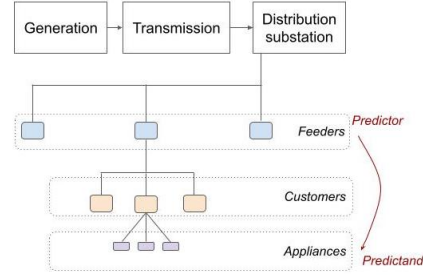 Generation
Transmission
Distribution
substation
Predictor
Feeders
Customers
Appliances
Predictand